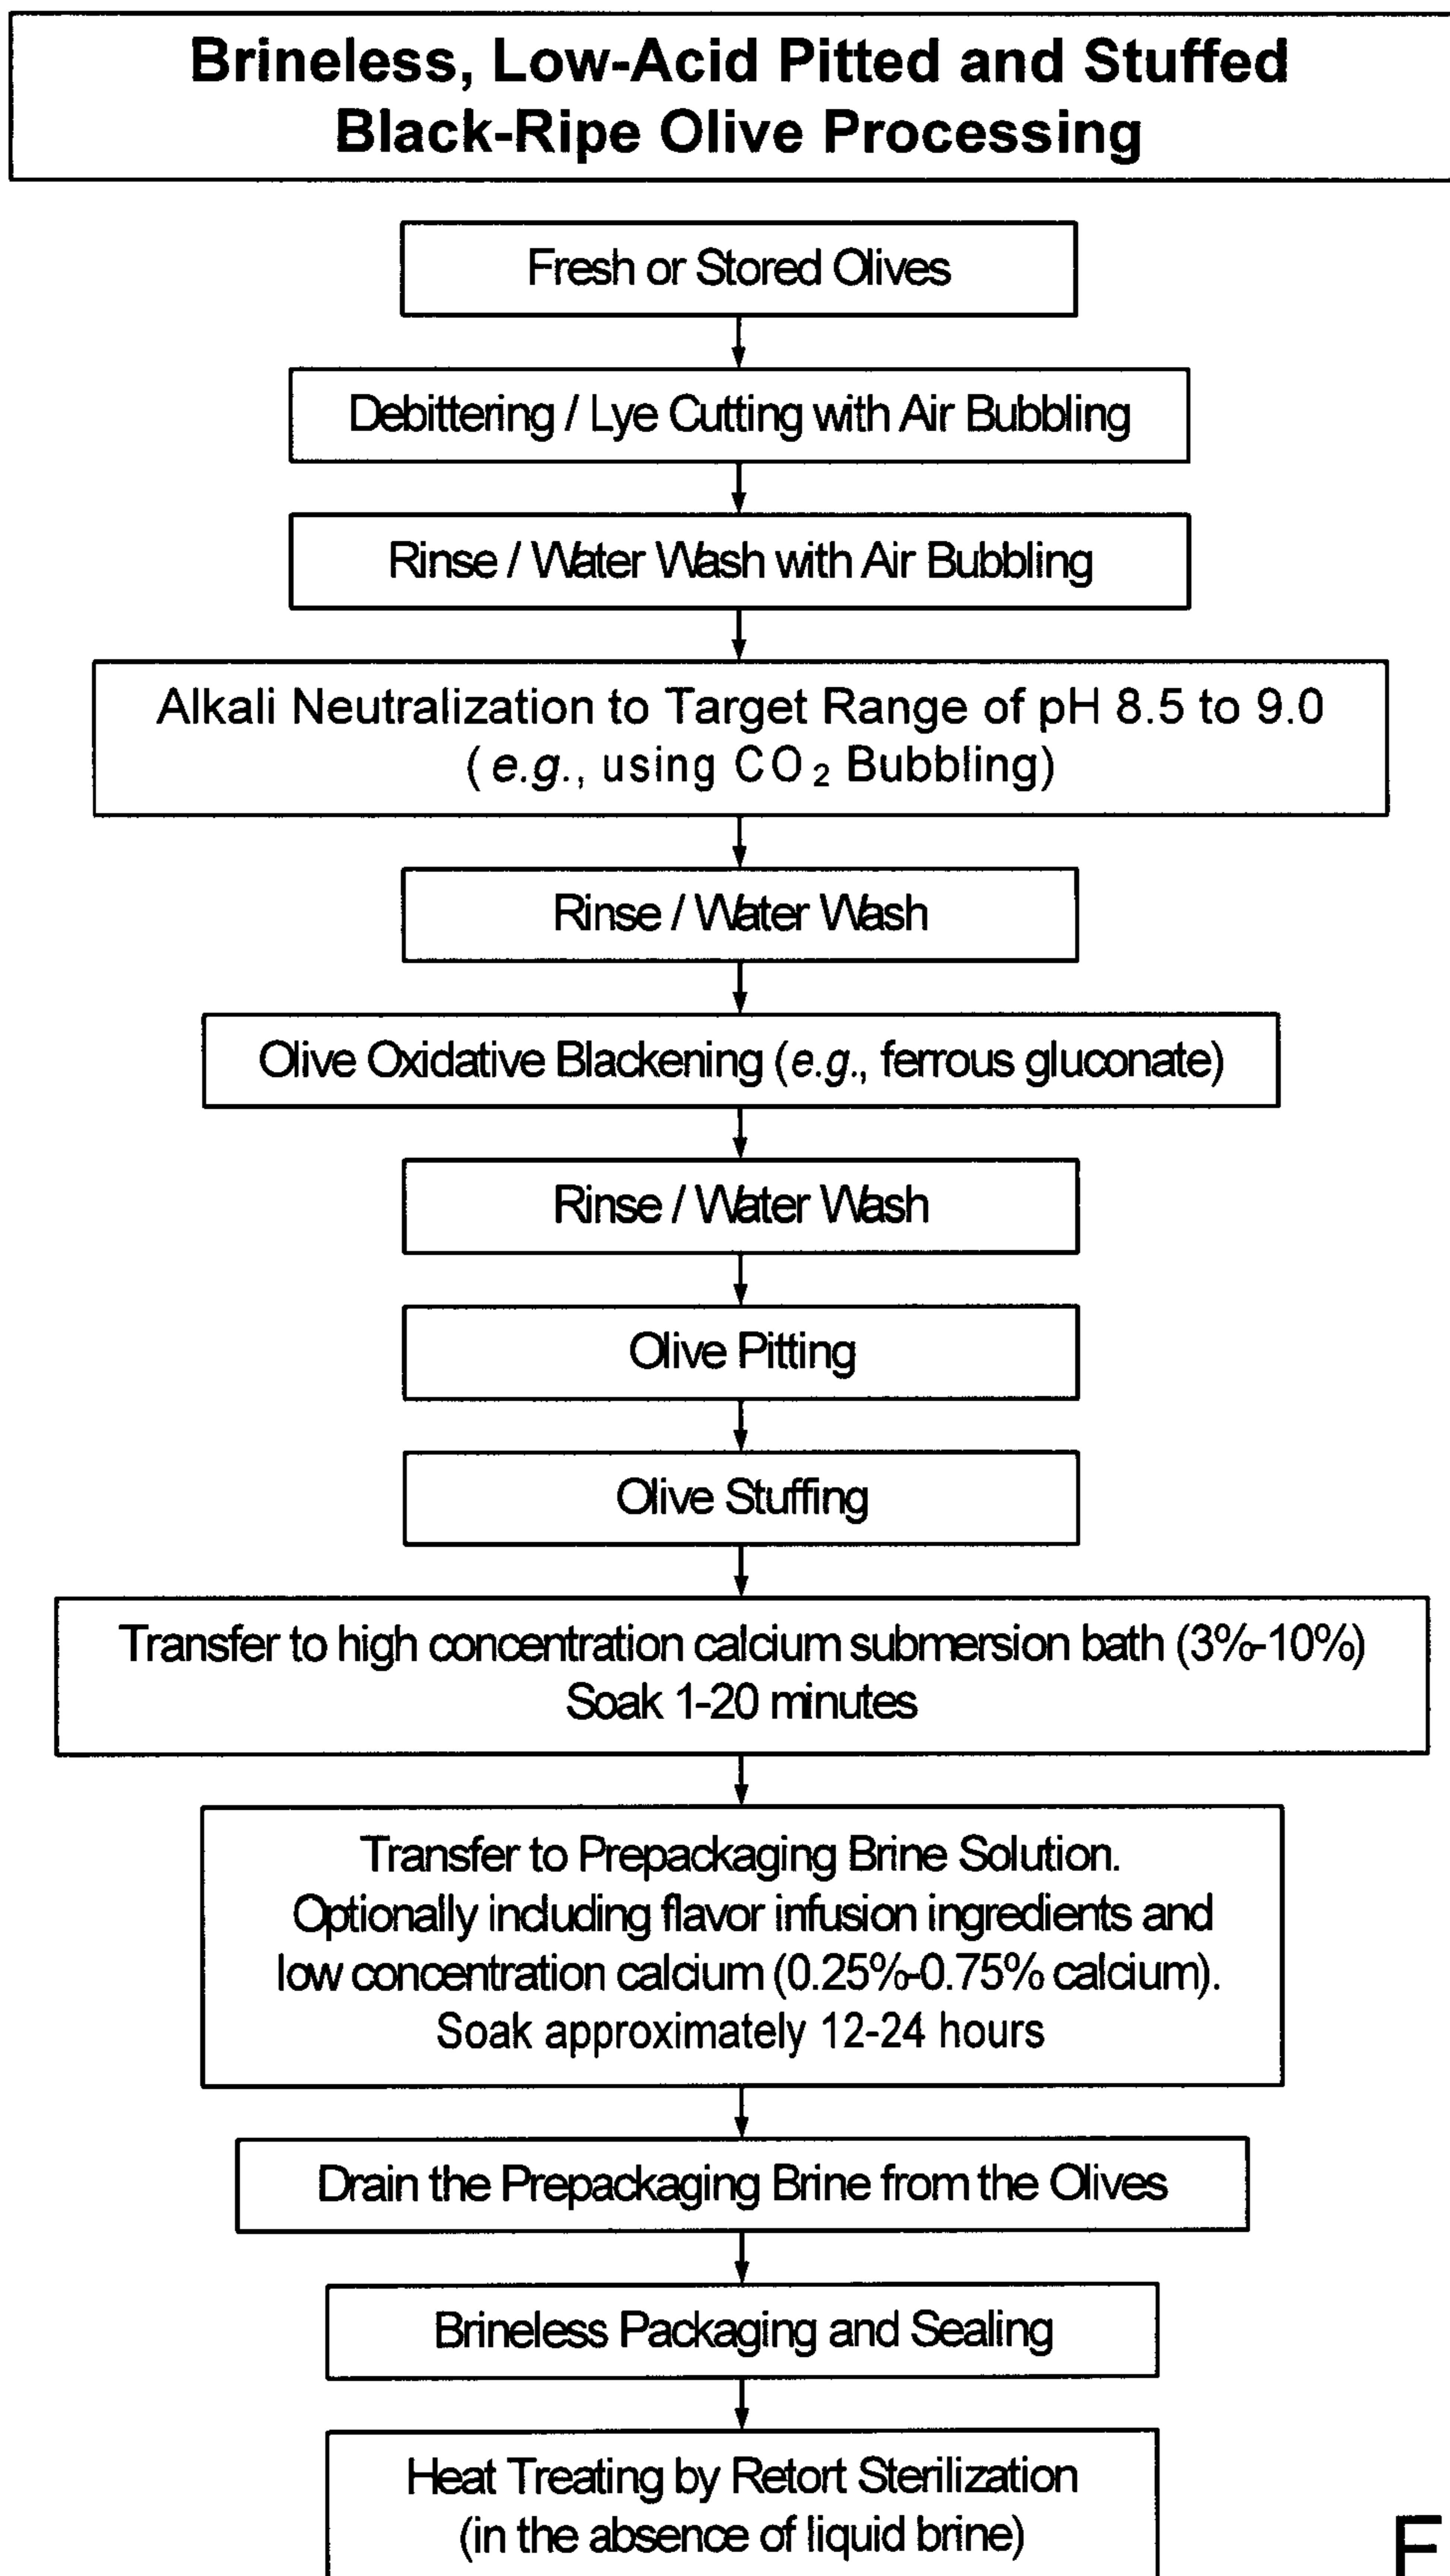 Brineless, Low-Acid Pitted and Stuffed
Black-Ripe Olive Processing
Fresh or Stored Olives
Debittering / Lye Cutting with Air Bubbling
Rinse / Water Wash with Air Bubbling
Alkali Neutralization to Target Range of pH 8.5 to 9.0
(e.g., using CO₂ Bubbling)
Rinse / Water Wash
Olive Oxidative Blackening (e.g., ferrous gluconate)
Rinse / Water Wash
Olive Pitting
Olive Stuffing
Transfer to high concentration calcium submersion bath (3%-10%)
Soak 1-20 minutes
Transfer to Prepackaging Brine Solution.
Optionally including flavor infusion ingredients and
low concentration calcium (0.25%-0.75% calcium).
Soak approximately 12-24 hours
Drain the Prepackaging Brine from the Olives
Brineless Packaging and Sealing
Heat Treating by Retort Sterilization
(in the absence of liquid brine)